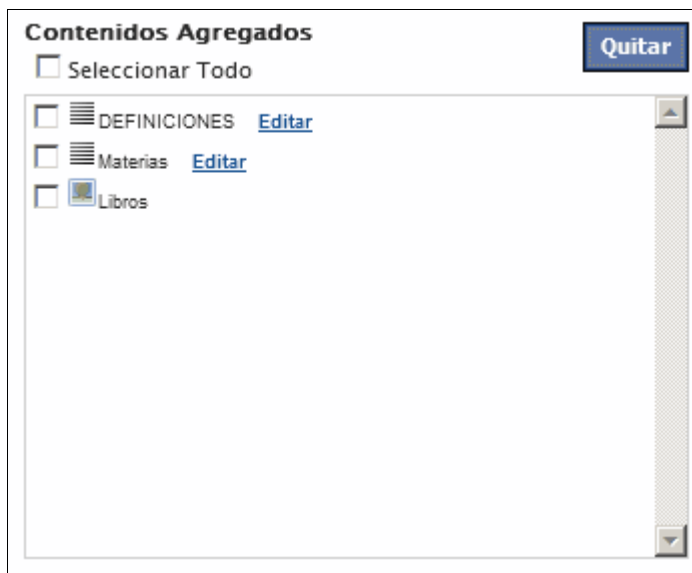 Contenidos Agregados
Quitar
Seleccionar Todo
DEFINICIONES Editar
Materias Editar
Libros